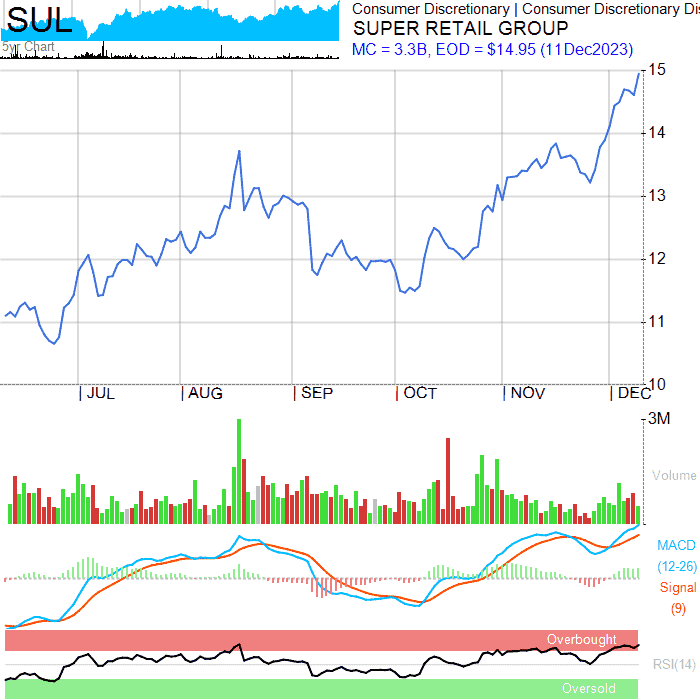 SUL
Consumer Discretionary | Consumer Discretionary Dis
SUPER RETAIL GROUP
5yr Chart
MC = 3.3B, EOD = $14.95 (11Dec2023)
15
14
13
12
11
10
| JUL
| AUG
| SEP
| OCT
| NOV
| DEC
3M
Volume
MACD
(12-26)
Signal
(9)
Overbought
RSI(14)
Oversold